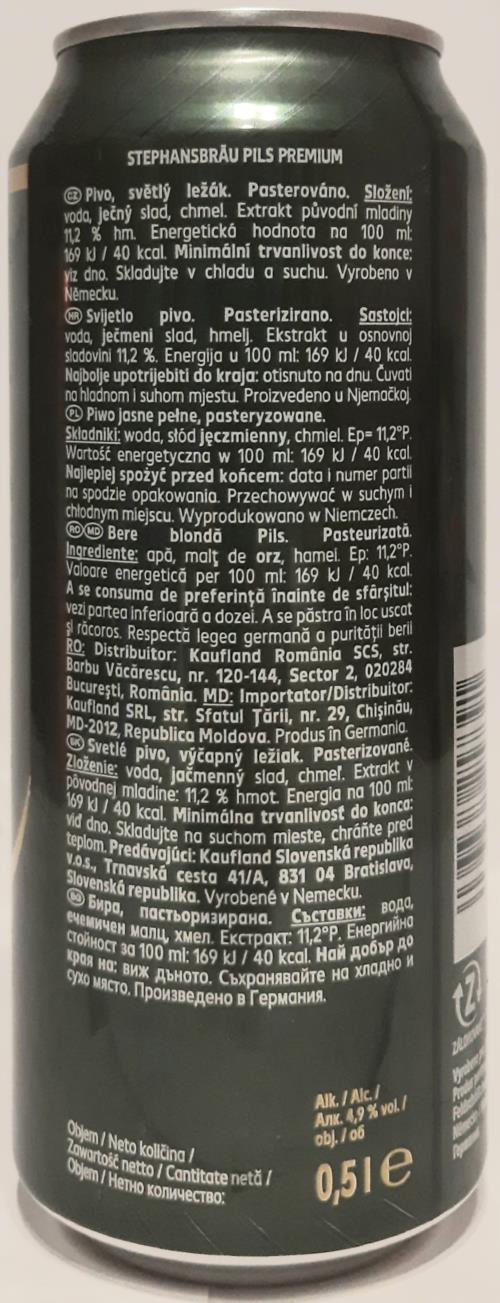 STEPHANSBRÄU PILS PREMIUM
CZ Pivo, světlý ležák. Pasterováno. Složení:
voda, ječný slad, chmel. Extrakt původní mladiny
11,2 % hm. Energetická hodnota na 100 ml:
169 kJ / 40 kcal. Minimální trvanlivost do konce:
viz dno. Skladujte v chladu a suchu. Vyrobeno v
Německu.
HR Svijetlo pivo. Pasterizirano. Sastojci:
voda, ječmeni slad, hmelj. Ekstrakt u osnovnoj
sladovini 11,2 %. Energija u 100 ml: 169 kJ / 40 kcal.
Najbolje upotrijebiti do kraja: otisnuto na dnu. Čuvati
na hladnom i suhom mjestu. Proizvedeno u Njemačkoj.
PL Piwo jasne pełne, pasteryzowane.
Składniki: woda, słód jęczmienny, chmiel. Ep= 11,2°P.
Wartość energetyczna w 100 ml: 169 kJ / 40 kcal.
Najlepiej spożyć przed końcem: data i numer partii
na spodzie opakowania. Przechowywać w suchym i
chłodnym miejscu. Wyprodukowano w Niemczech.
RO MD Bere blondă Pils. Pasteurizată.
Ingrediente: apă, malț de orz, hamei. Ep: 11,2°P.
Valoare energetică per 100 ml: 169 kJ / 40 kcal.
A se consuma de preferință înainte de sfârșitul:
vezi partea inferioară a dozei. A se păstra în loc uscat
și răcoros. Respectă legea germană a purității berii
RO: Distribuitor: Kaufland România SCS, str.
Barbu Văcărescu, nr. 120-144, Sector 2, 020284
București, România. MD: Importator/Distribuitor:
Kaufland SRL, str. Sfatul Țării, nr. 29, Chișinău,
MD-2012, Republica Moldova. Produs în Germania.
SK Svetlé pivo, výčapný ležiak. Pasterizované.
Zloženie: voda, jačmenný slad, chmeľ. Extrakt v
pôvodnej mladine: 11,2 % hmot. Energia na 100 ml:
169 kJ / 40 kcal. Minimálna trvanlivosť do konca:
viď dno. Skladujte na suchom mieste, chráňte pred
teplom. Predávajúci: Kaufland Slovenská republika
v.o.s., Trnavská cesta 41/A, 831 04 Bratislava,
Slovenská republika. Vyrobené v Nemecku.
BG Бира, пастьоризирана. Съставки: вода,
ечемичен малц, хмел. Екстракт: 11,2°P. Енергийна
стойност за 100 ml: 169 kJ / 40 kcal. Най добър до
края на: виж дъното. Съхранявайте на хладно и
сухо място. Произведено в Германия.
Objem / Neto količina /
Zawartość netto / Cantitate netă /
Objem / Нетно количество:
Alk. / Alc. /
Алк. 4,9 % vol. /
obj. / об
0,5 l e